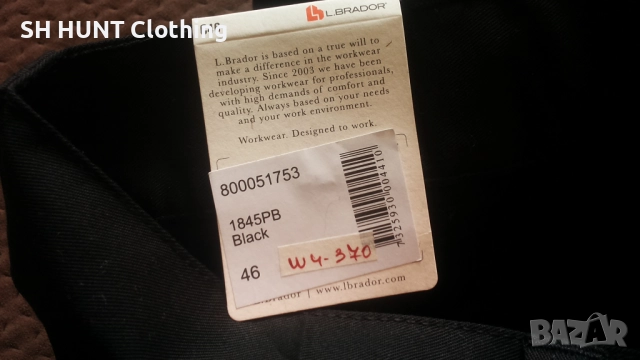 SH HUNT Clothing
L.BRADOR
L.Brador is based on a true will to
make a difference in the workwear
industry. Since 2003 we have been
developing workwear for professionals,
with high demands of comfort and
quality. Always based on your needs
and your work environment.
Workwear. Designed to work.
800051753
1845PB
Black
46
W4-370
7325930004410
L.Brador | www.lbrador.com
BAZAR